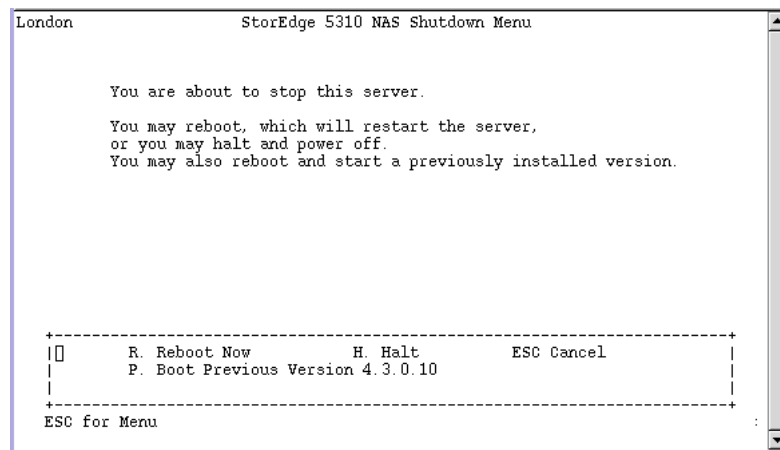 London StorEdge 5310 NAS Shutdown Menu
You are about to stop this server.
You may reboot, which will restart the server,
or you may halt and power off.
You may also reboot and start a previously installed version.
R. Reboot Now H. Halt ESC Cancel
P. Boot Previous Version 4.3.0.10
ESC for Menu :